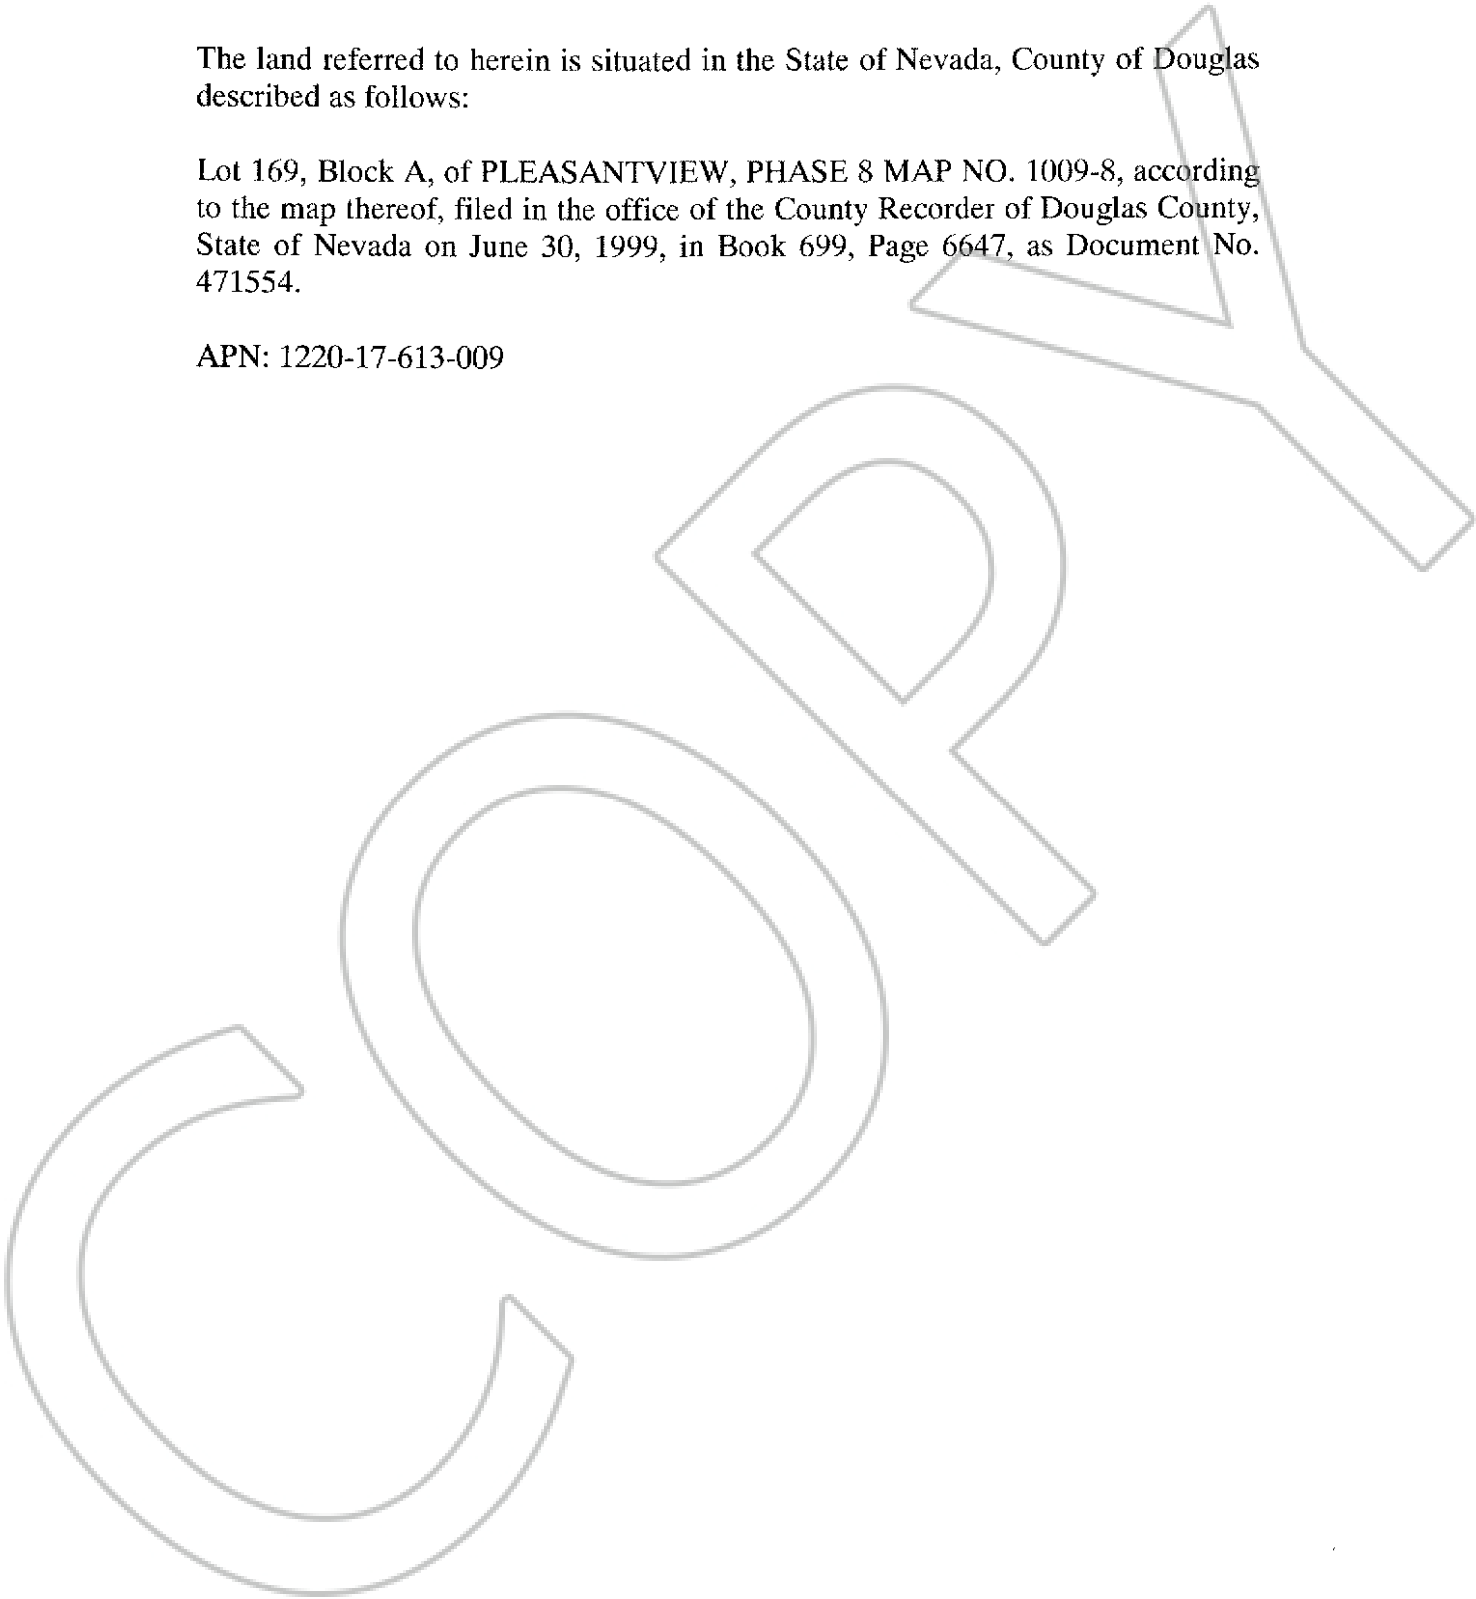 The land referred to herein is situated in the State of Nevada, County of Douglas
described as follows:
Lot 169, Block A, of PLEASANTVIEW, PHASE 8 MAP NO. 1009-8, according
to the map thereof, filed in the office of the County Recorder of Douglas County,
State of Nevada on June 30, 1999, in Book 699, Page 6647, as Document No.
471554.
APN: 1220-17-613-009
COPY